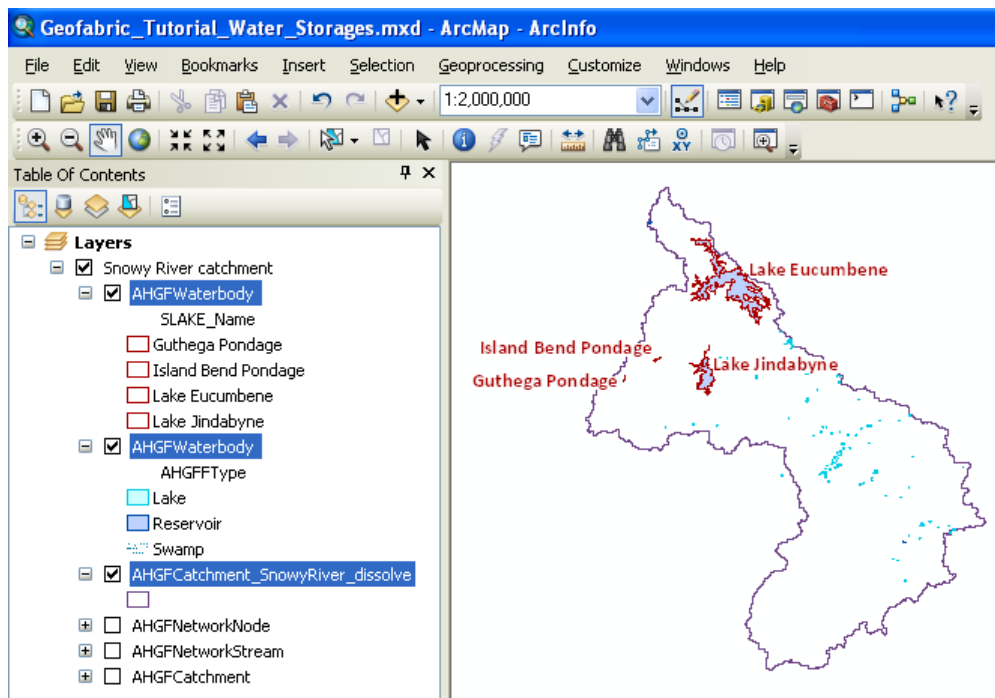 Geofabric_Tutorial_Water_Storages.mxd - ArcMap - ArcInfo
File Edit View Bookmarks Insert Selection Geoprocessing Customize Windows Help
1:2,000,000
XY
Table Of Contents
Layers
Snowy River catchment
AHGFWaterbody
SLAKE_Name
Guthega Pondage
Island Bend Pondage
Lake Eucumbene
Lake Jindabyne
AHGFWaterbody
AHGFFType
Lake
Reservoir
Swamp
AHGFCatchment_SnowyRiver_dissolve
AHGFNetworkNode
AHGFNetworkStream
AHGFCatchment
Lake Eucumbene
Island Bend Pondage
Lake Jindabyne
Guthega Pondage